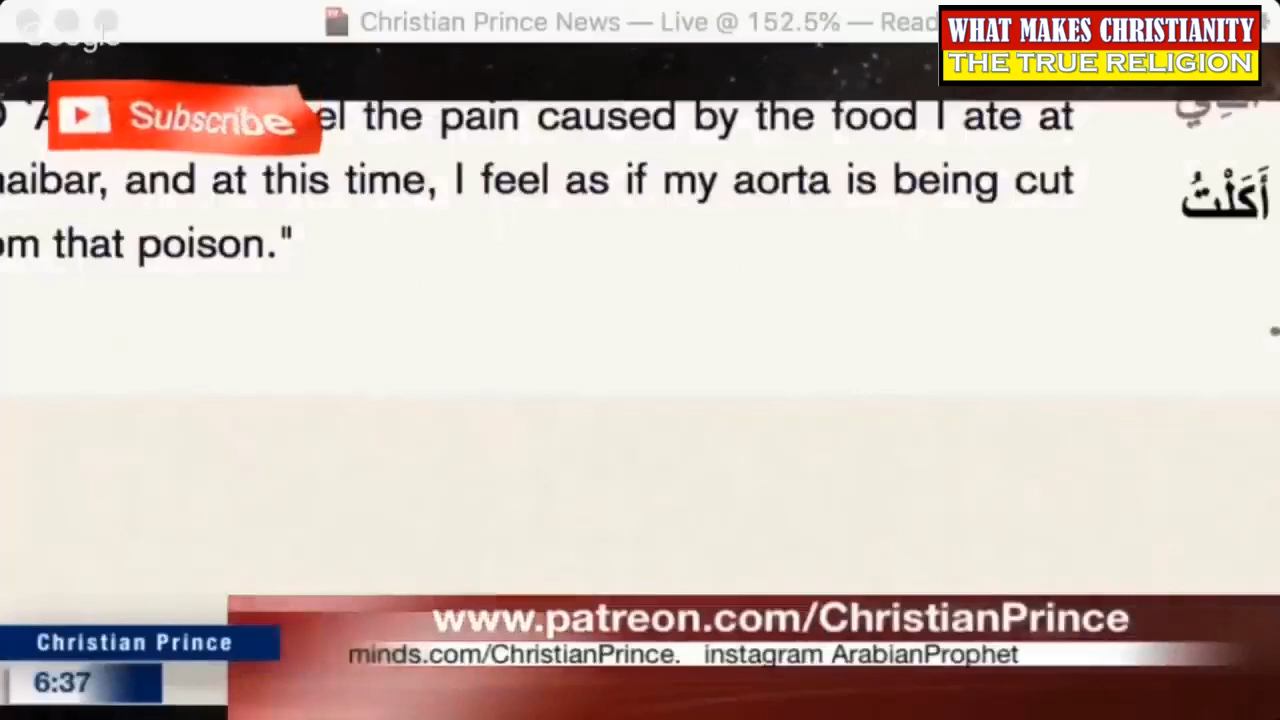 Christian Prince News — Live @ 152.5% — Read
WHAT MAKES CHRISTIANITY
THE TRUE RELIGION
Google
Subscribe
el the pain caused by the food I ate at
naibar, and at this time, I feel as if my aorta is being cut
om that poison."
أَكَلْتُ
www.patreon.com/ChristianPrince
Christian Prince
minds.com/ChristianPrince. instagram ArabianProphet
6:37